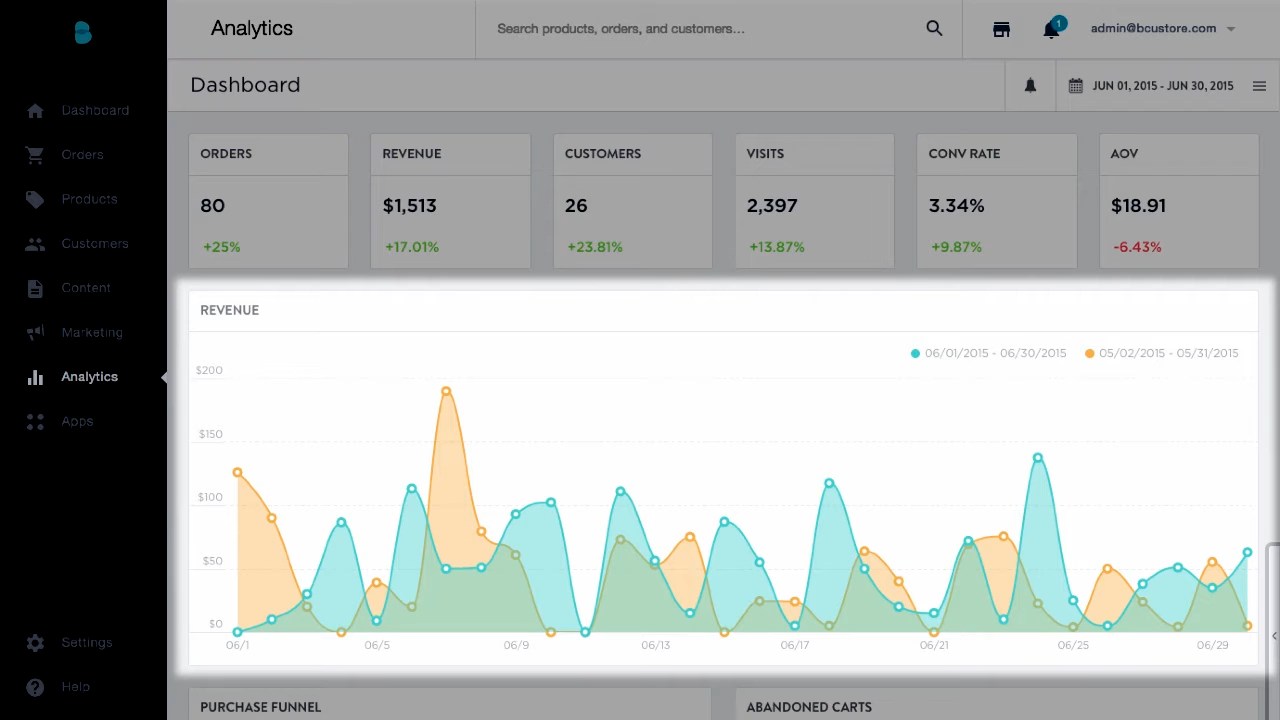 Analytics
Search products, orders, and customers...
1
admin@bcustore.com
Dashboard
JUN 01, 2015 - JUN 30, 2015
Dashboard
Orders
Products
Customers
Content
Marketing
Analytics
Apps
Settings
Help
ORDERS
80
+25%
REVENUE
$1,513
+17.01%
CUSTOMERS
26
+23.81%
VISITS
2,397
+13.87%
CONV RATE
3.34%
+9.87%
AOV
$18.91
-6.43%
REVENUE
06/01/2015 - 06/30/2015
05/02/2015 - 05/31/2015
$200
$150
$100
$50
$0
06/1
06/5
06/9
06/13
06/17
06/21
06/25
06/29
PURCHASE FUNNEL
ABANDONED CARTS